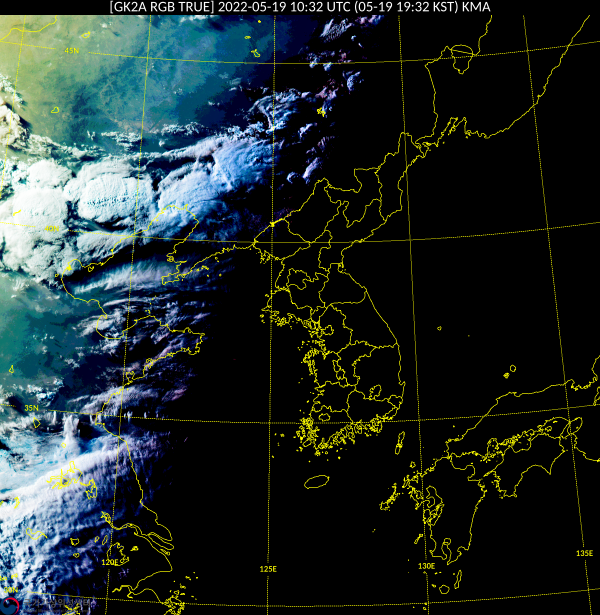 [GK2A RGB TRUE] 2022-05-19 10:32 UTC (05-19 19:32 KST) KMA
45N
35N
135E
120E
125E
130E